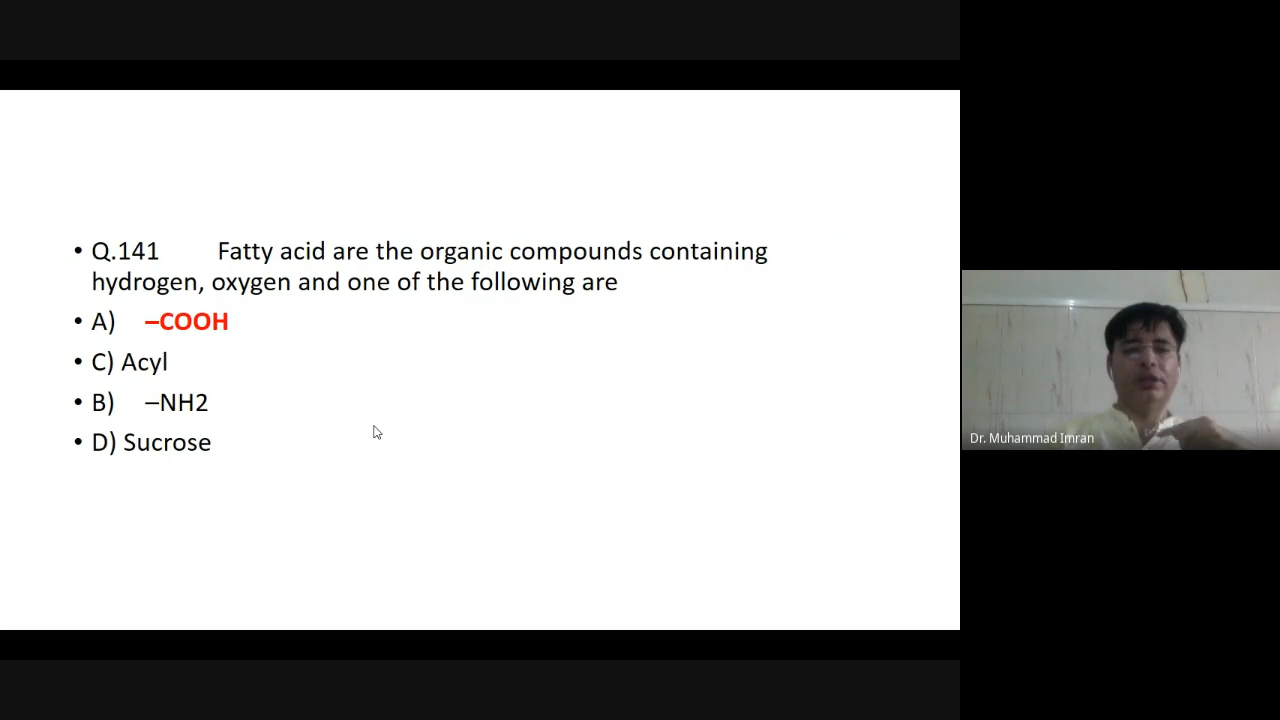 • Q.141 Fatty acid are the organic compounds containing
hydrogen, oxygen and one of the following are
• A) –COOH
• C) Acyl
• B) –NH2
• D) Sucrose
Dr. Muhammad Imran